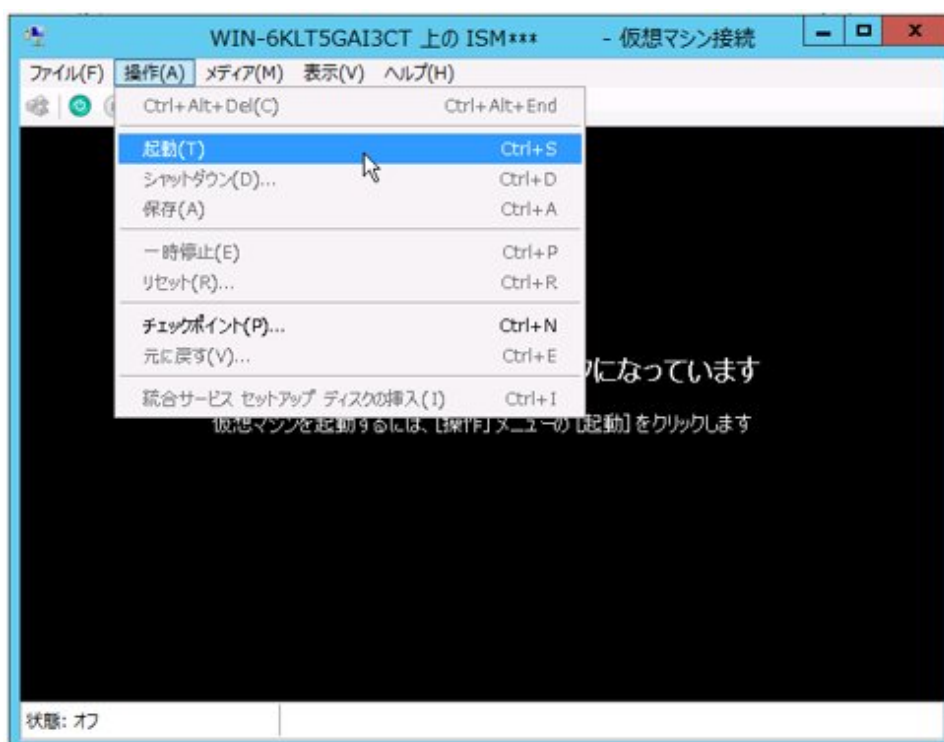 WIN-6KLT5GAI3CT 上の ISM*** - 仮想マシン接続
ファイル(F) 操作(A) メディア(M) 表示(V) ヘルプ(H)
Ctrl+Alt+Del(C) Ctrl+Alt+End
起動(T) Ctrl+S
シャットダウン(D)... Ctrl+D
保存(A) Ctrl+A
一時停止(E) Ctrl+P
リセット(R)... Ctrl+R
チェックポイント(P)... Ctrl+N
元に戻す(V)... Ctrl+E
統合サービス セットアップ ディスクの挿入(I) Ctrl+I
になっています
仮想マシンを起動するには、[操作] メニューの [起動] をクリックします
状態: オフ